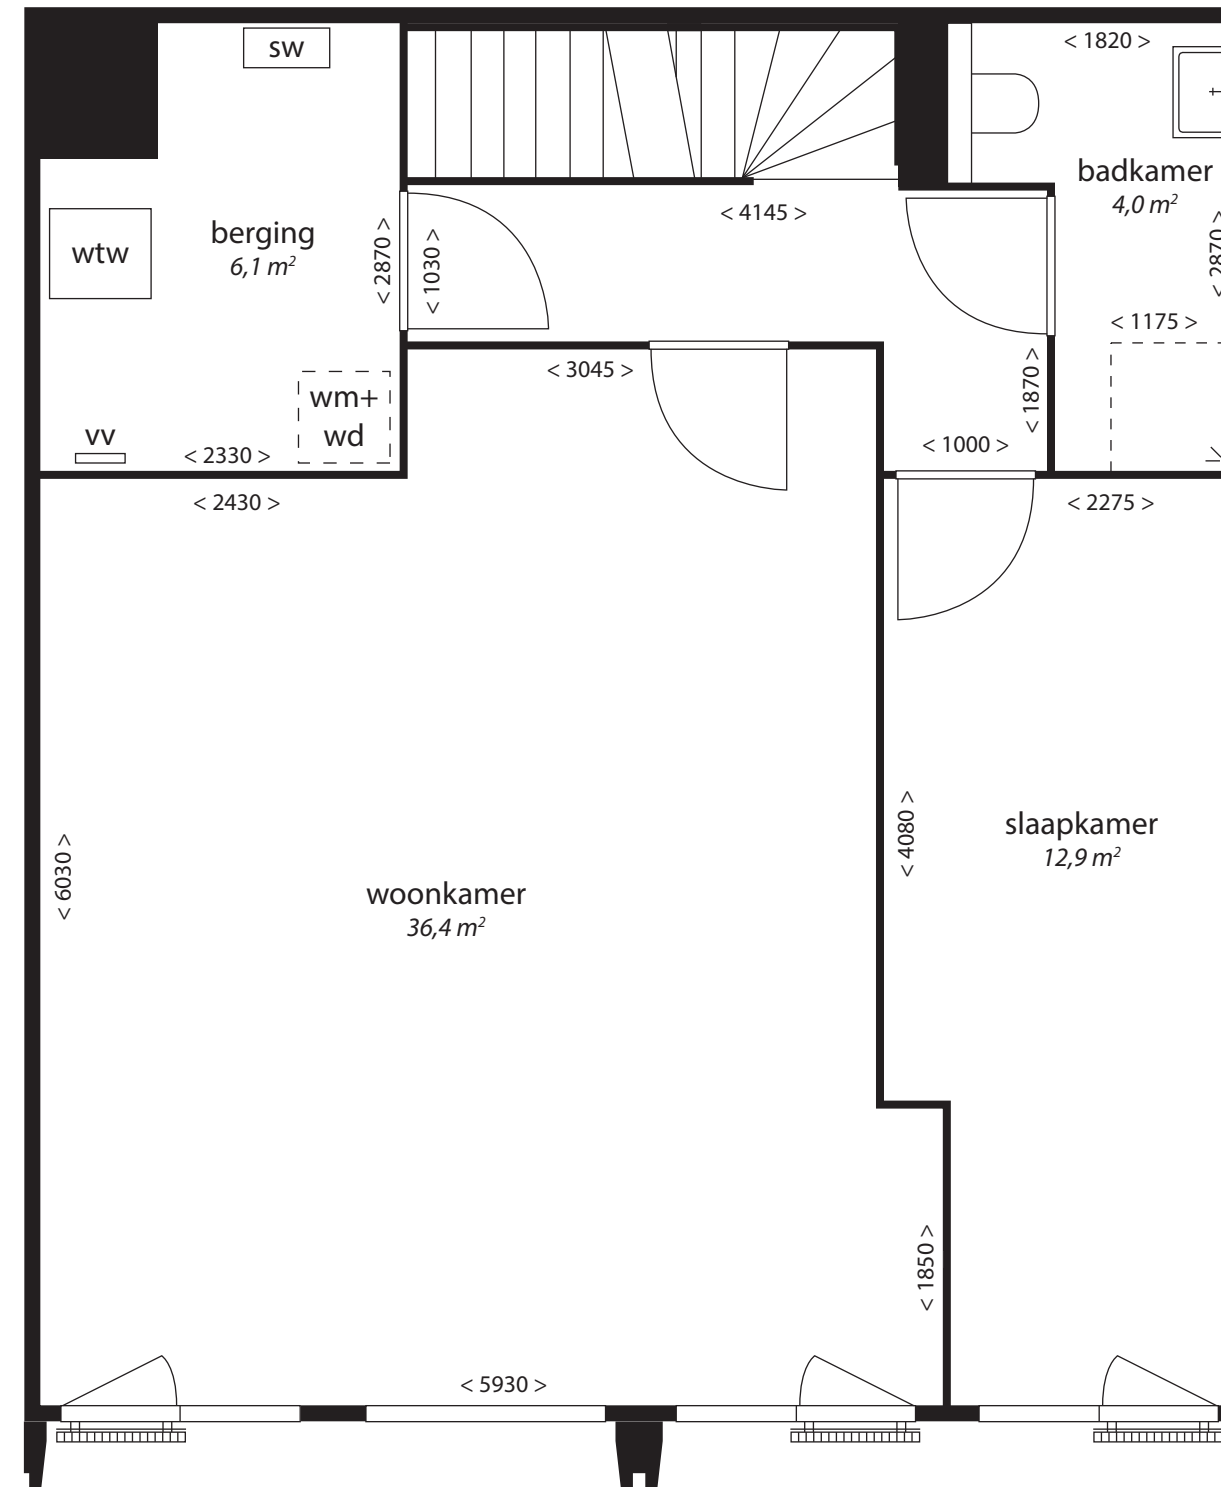 sw
< 1820 >
badkamer
4,0 m²
< 4145 >
berging
6,1 m²
wtw
< 2870 >
< 1030 >
< 2870 >
< 1175 >
< 3045 >
< 1870 >
wm+
wd
vv
< 2330 >
< 1000 >
< 2430 >
< 2275 >
< 6030 >
< 4080 >
slaapkamer
12,9 m²
woonkamer
36,4 m²
< 1850 >
< 5930 >